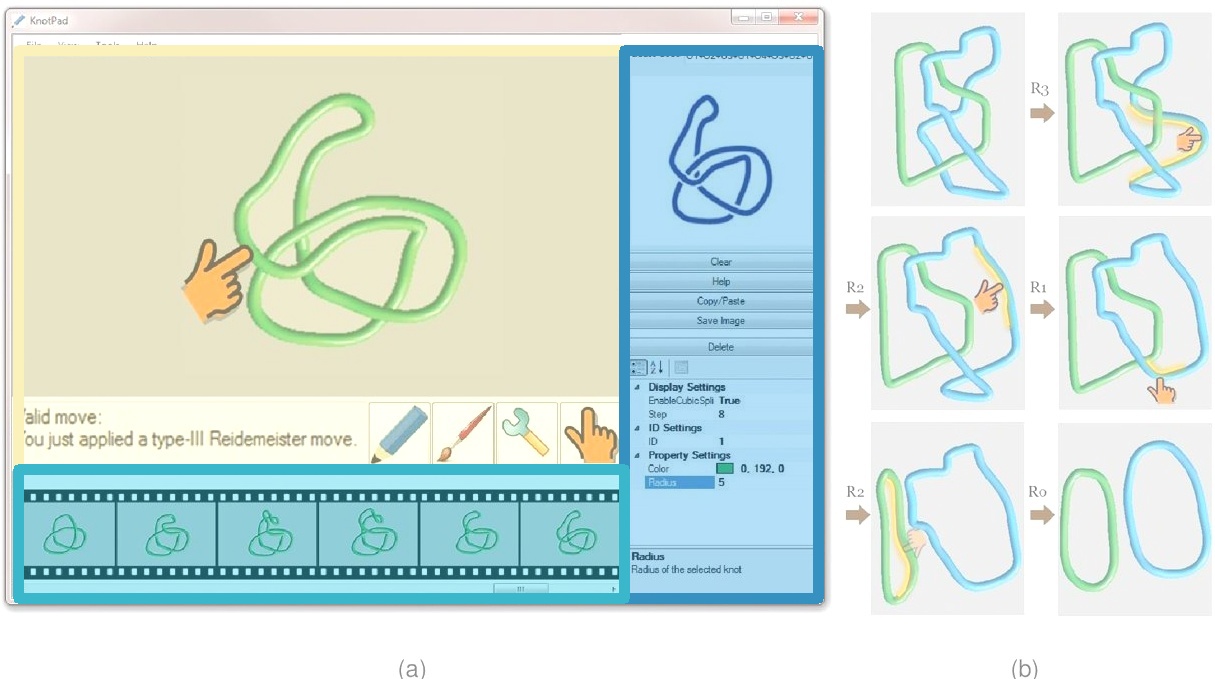 KnotPad
File View Tools Help
Clear
Help
Copy/Paste
Save Image
Delete
Display Settings
EnableCubicSpli True
Step 8
ID Settings
ID 1
Property Settings
Color 0, 192, 0
Radius 5
Radius
Radius of the selected knot
alid move:
ou just applied a type-III Reidemeister move.
(a)
R3
R2
R1
R2
R0
(b)